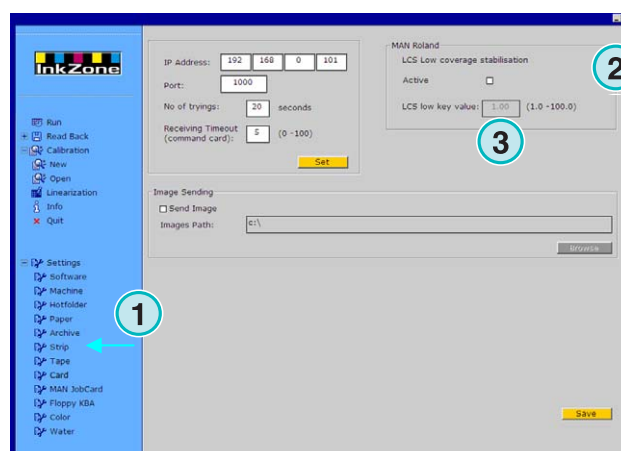 InkZone
Run
Read Back
Calibration
New
Open
Linearization
Info
Quit
Settings
Software
Machine
Hotfolder
Paper
Archive
Strip
Tape
Card
MAN JobCard
Floppy KBA
Color
Water
1
IP Address: 192 168 0 101
Port: 1000
No of tryings: 20 seconds
Receiving Timeout
(command card): 5 (0 -100)
Set
MAN Roland
LCS Low coverage stabilisation
Active
2
LCS low key value: 1.00 (1.0 -100.0)
3
Image Sending
Send Image
Images Path: c:\
Browse
Save